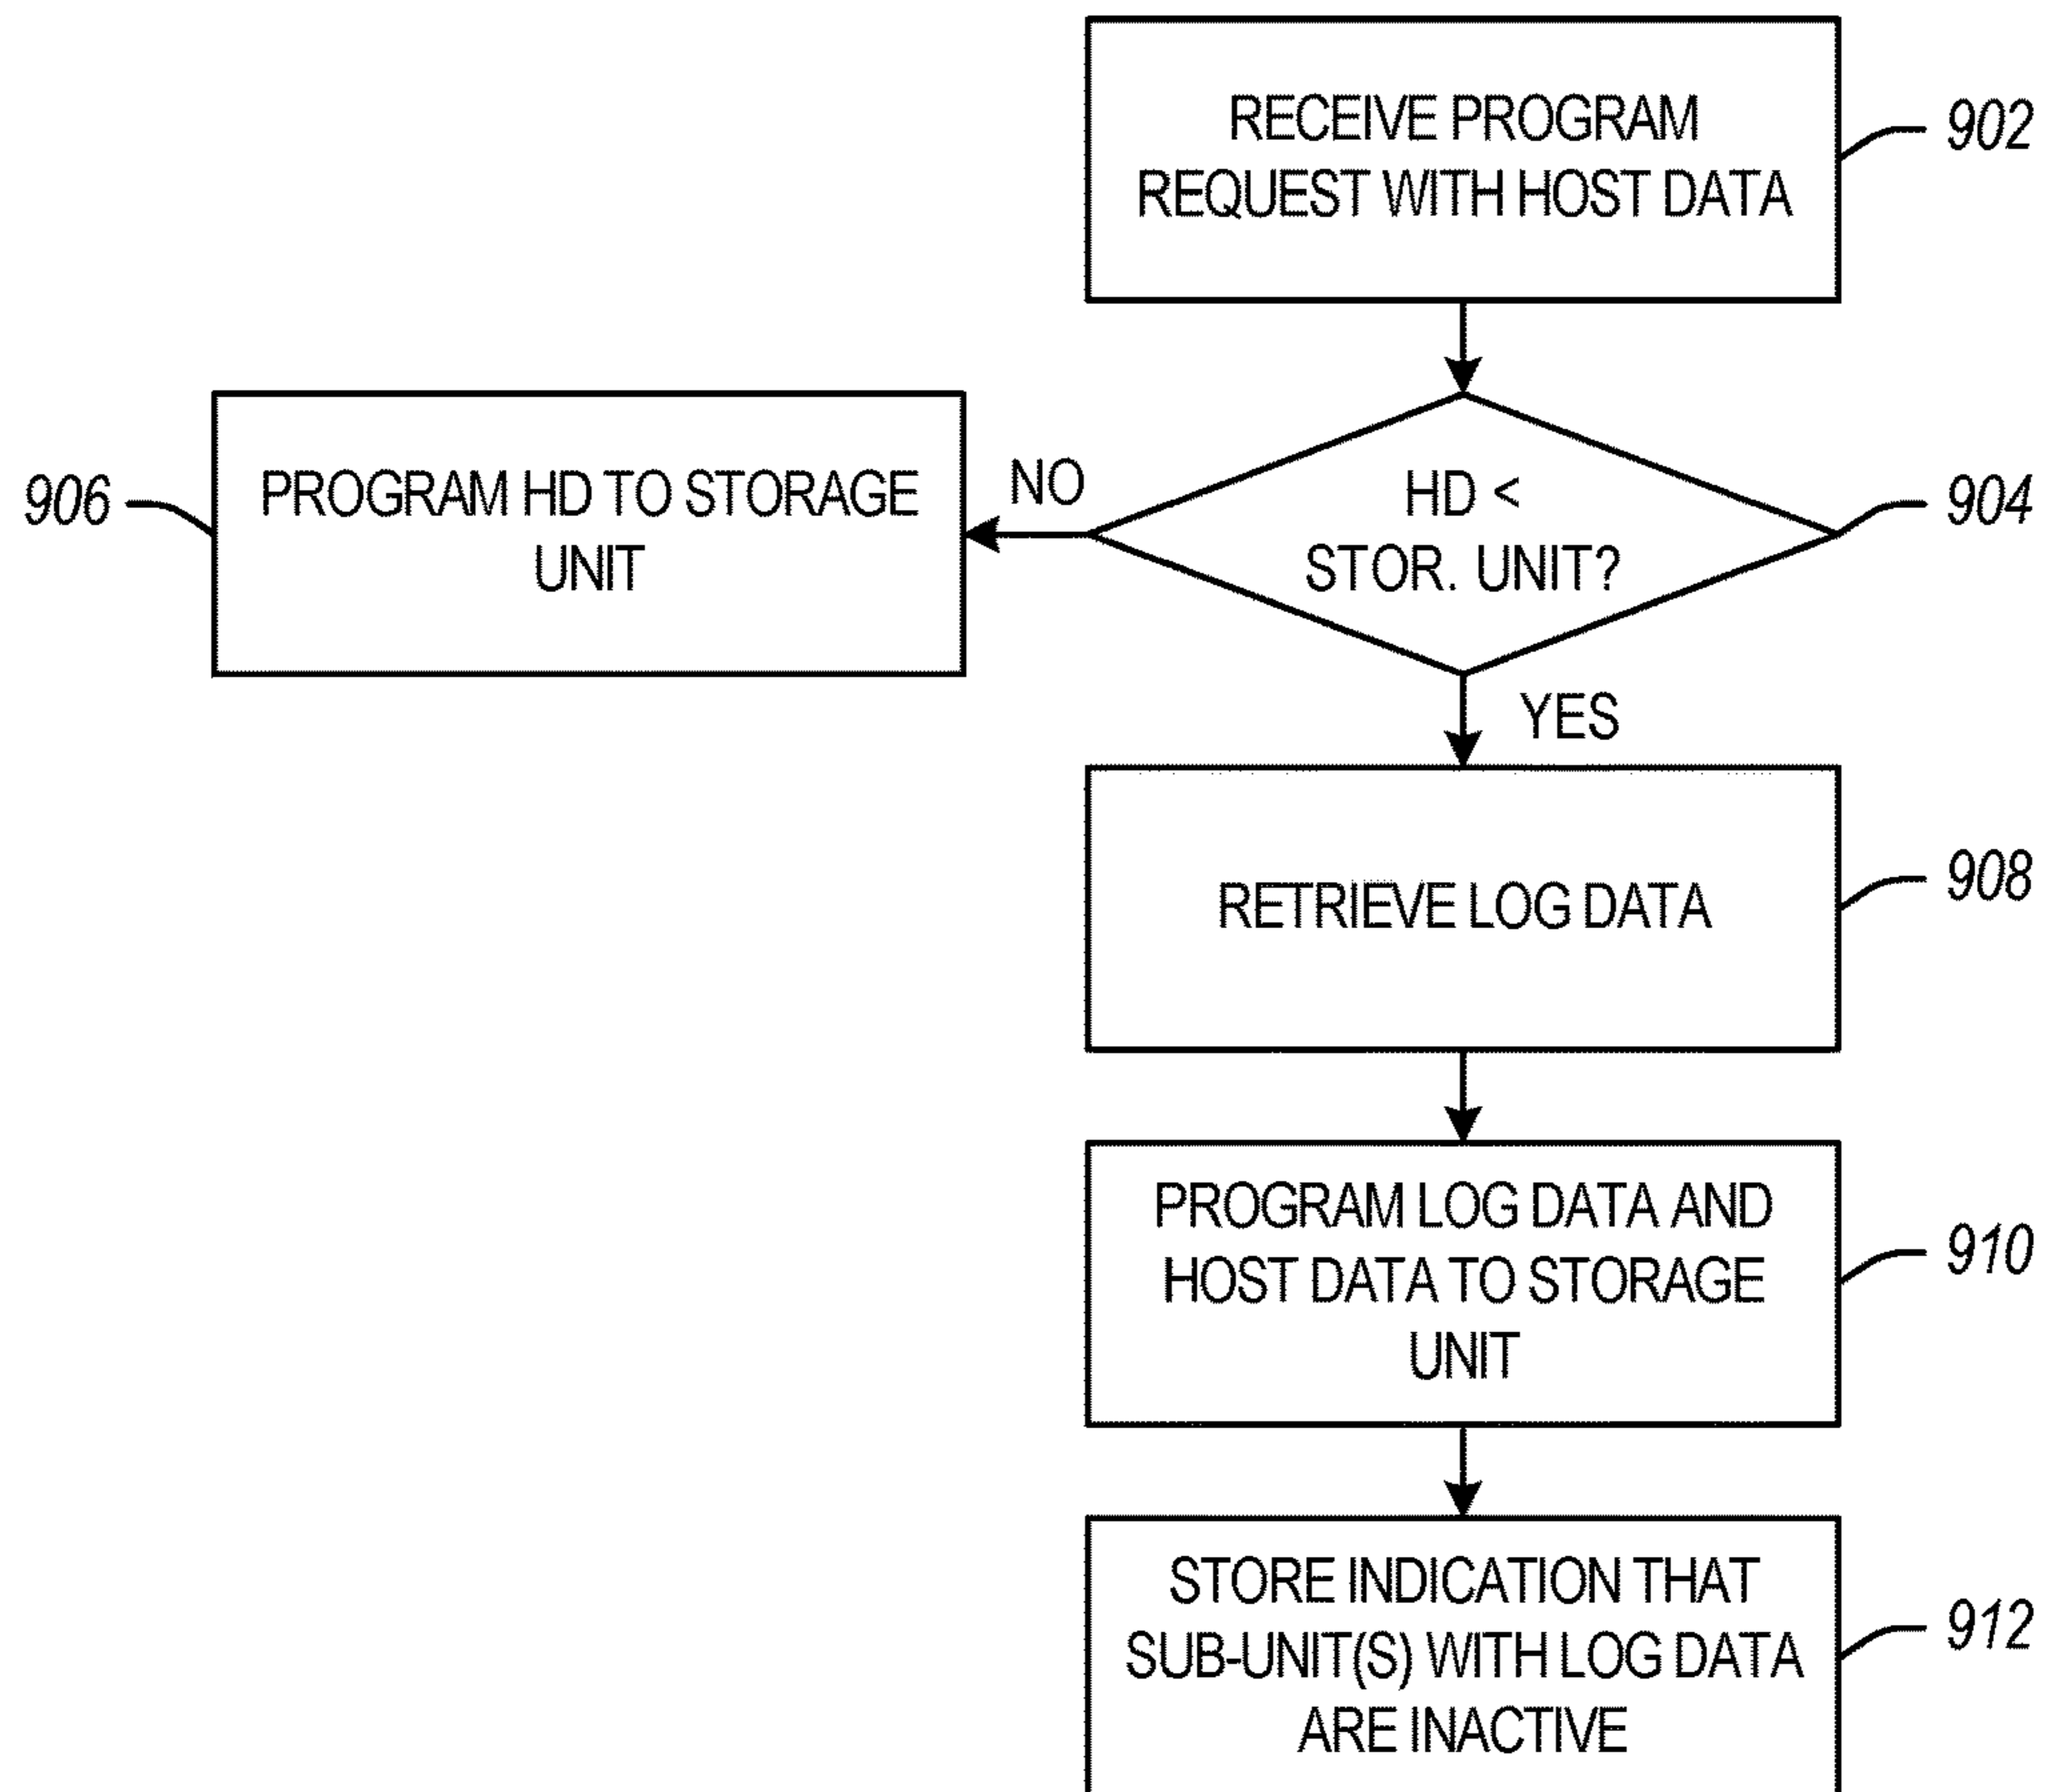 RECEIVE PROGRAM
REQUEST WITH HOST DATA
902
906
PROGRAM HD TO STORAGE
UNIT
NO
HD <
STOR. UNIT?
904
YES
RETRIEVE LOG DATA
908
PROGRAM LOG DATA AND
HOST DATA TO STORAGE
UNIT
910
STORE INDICATION THAT
SUB-UNIT(S) WITH LOG DATA
ARE INACTIVE
912